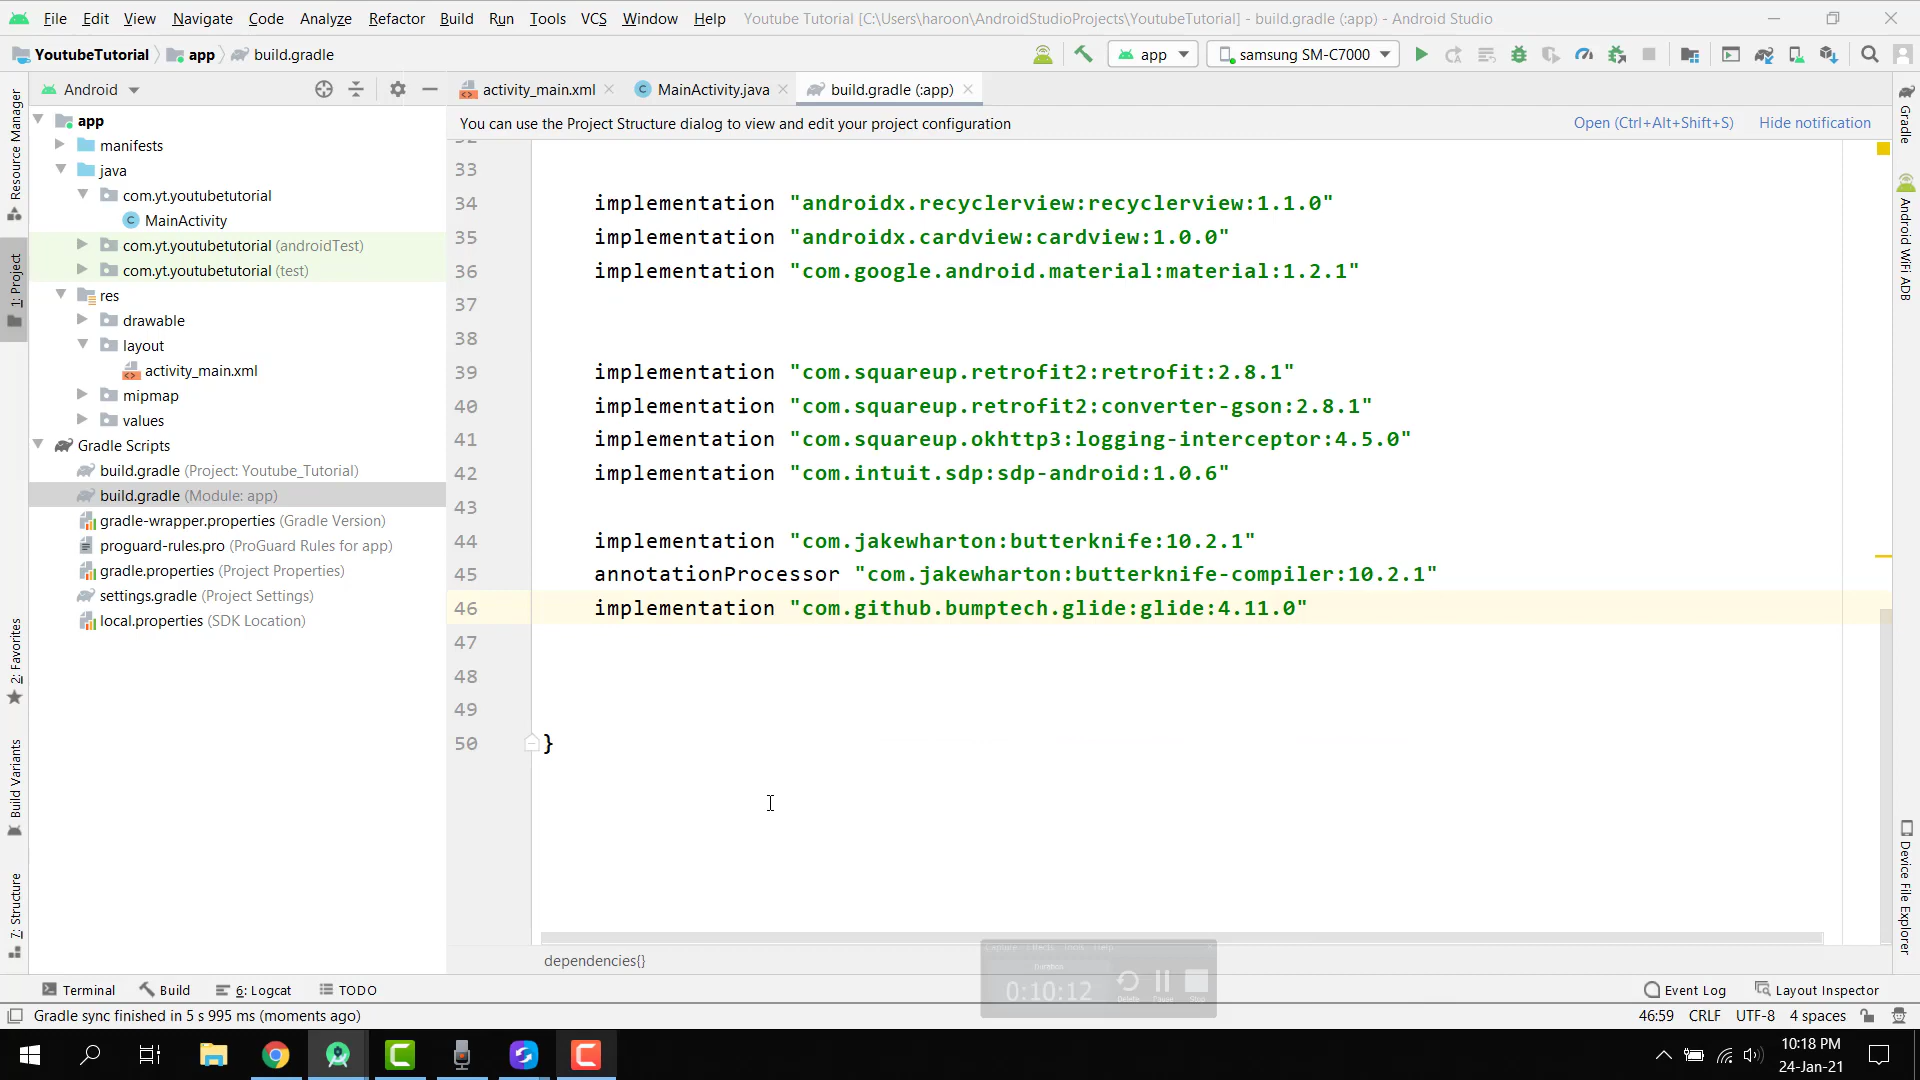 File Edit View Navigate Code Analyze Refactor Build Run Tools VCS Window Help Youtube Tutorial [C:\Users\haroon\AndroidStudioProjects\YoutubeTutorial] - build.gradle (:app) - Android Studio
YoutubeTutorial app build.gradle app samsung SM-C7000
Android activity_main.xml MainActivity.java build.gradle (:app)
You can use the Project Structure dialog to view and edit your project configuration Open (Ctrl+Alt+Shift+S) Hide notification
Resource Manager
1: Project
2: Favorites
Build Variants
7: Structure
app
manifests
java
com.yt.youtubetutorial
MainActivity
com.yt.youtubetutorial (androidTest)
com.yt.youtubetutorial (test)
res
drawable
layout
activity_main.xml
mipmap
values
Gradle Scripts
build.gradle (Project: Youtube_Tutorial)
build.gradle (Module: app)
gradle-wrapper.properties (Gradle Version)
proguard-rules.pro (ProGuard Rules for app)
gradle.properties (Project Properties)
settings.gradle (Project Settings)
local.properties (SDK Location)
32
33
34 implementation "androidx.recyclerview:recyclerview:1.1.0"
35 implementation "androidx.cardview:cardview:1.0.0"
36 implementation "com.google.android.material:material:1.2.1"
37
38
39 implementation "com.squareup.retrofit2:retrofit:2.8.1"
40 implementation "com.squareup.retrofit2:converter-gson:2.8.1"
41 implementation "com.squareup.okhttp3:logging-interceptor:4.5.0"
42 implementation "com.intuit.sdp:sdp-android:1.0.6"
43
44 implementation "com.jakewharton:butterknife:10.2.1"
45 annotationProcessor "com.jakewharton:butterknife-compiler:10.2.1"
46 implementation "com.github.bumptech.glide:glide:4.11.0"
47
48
49
50 }
dependencies{}
Gradle
Android WiFi ADB
Device File Explorer
Capture Effects Tools Help
Duration
0:10:12 Delete Pause Stop
Terminal Build 6: Logcat TODO Event Log Layout Inspector
Gradle sync finished in 5 s 995 ms (moments ago) 46:59 CRLF UTF-8 4 spaces
10:18 PM
24-Jan-21